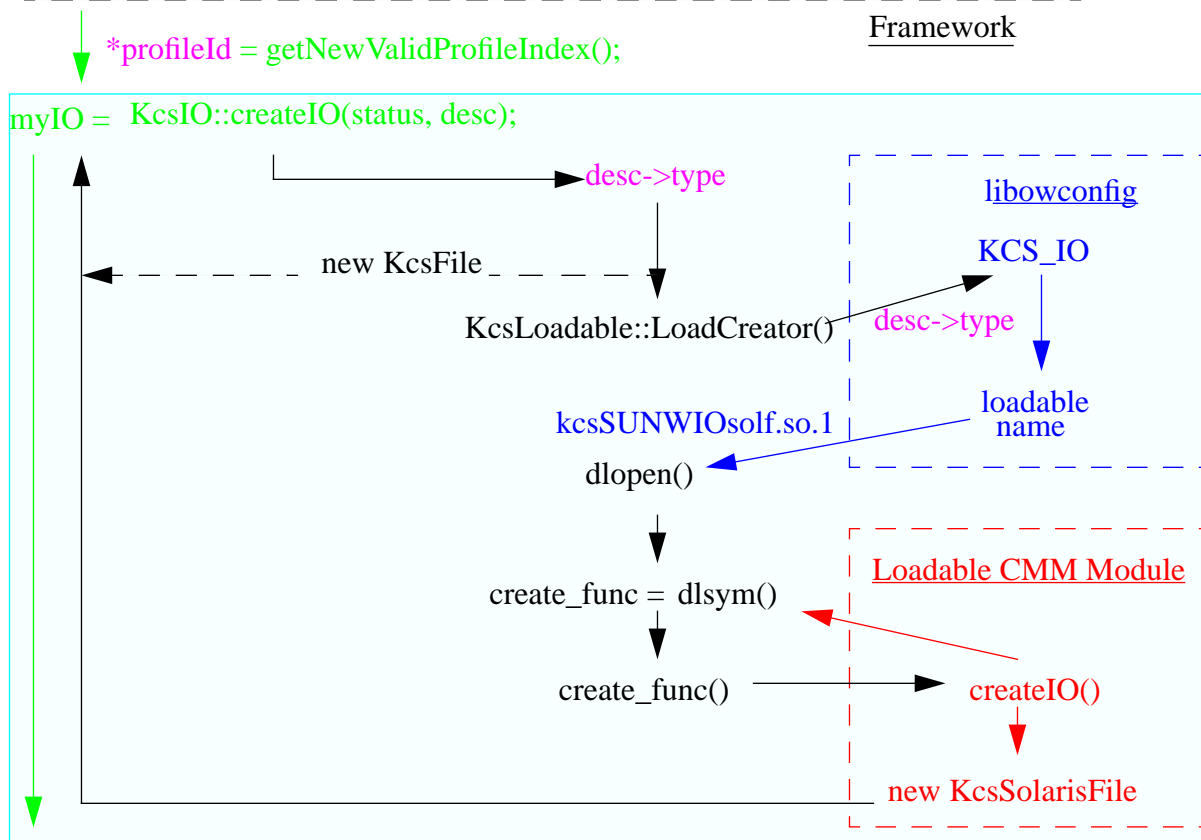 Framework
*profileId = getNewValidProfileIndex();
myIO = KcsIO::createIO(status, desc);
desc->type
libowconfig
new KcsFile
KCS_IO
KcsLoadable::LoadCreator()
desc->type
loadable
name
kcsSUNWIOsolf.so.1
dlopen()
Loadable CMM Module
create_func = dlsym()
create_func()
createIO()
new KcsSolarisFile